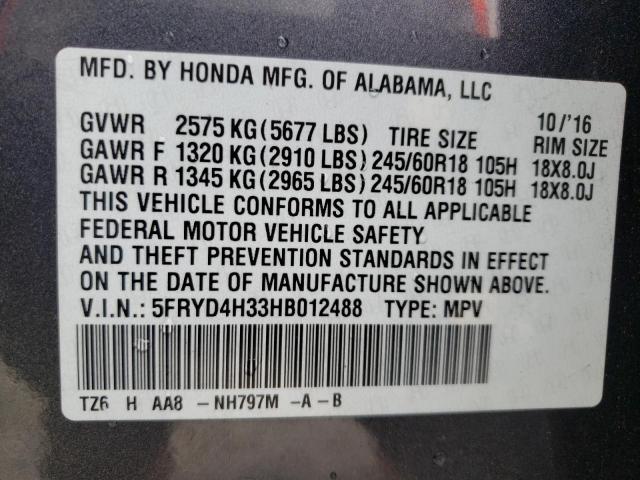 MFD. BY HONDA MFG. OF ALABAMA, LLC
10/'16
GVWR 2575 KG (5677 LBS) TIRE SIZE RIM SIZE
GAWR F 1320 KG (2910 LBS) 245/60R18 105H 18X8.0J
GAWR R 1345 KG (2965 LBS) 245/60R18 105H 18X8.0J
THIS VEHICLE CONFORMS TO ALL APPLICABLE
FEDERAL MOTOR VEHICLE SAFETY
AND THEFT PREVENTION STANDARDS IN EFFECT
ON THE DATE OF MANUFACTURE SHOWN ABOVE.
V.I.N.: 5FRYD4H33HB012488 TYPE: MPV
TZ6 H AA8 -NH797M -A -B